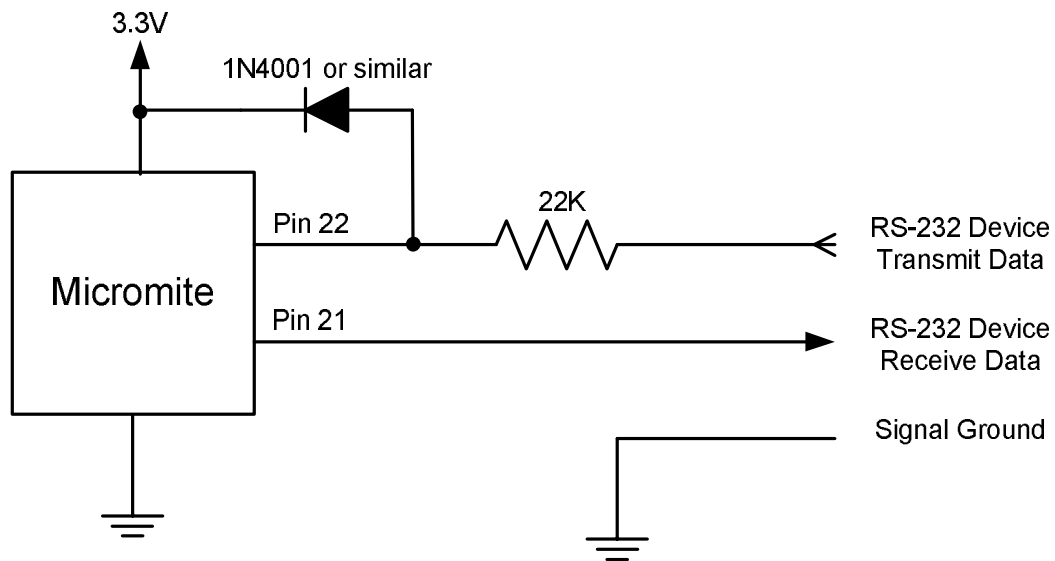 3.3V
1N4001 or similar
Pin 22
22K
RS-232 Device
Transmit Data
Micromite
Pin 21
RS-232 Device
Receive Data
Signal Ground